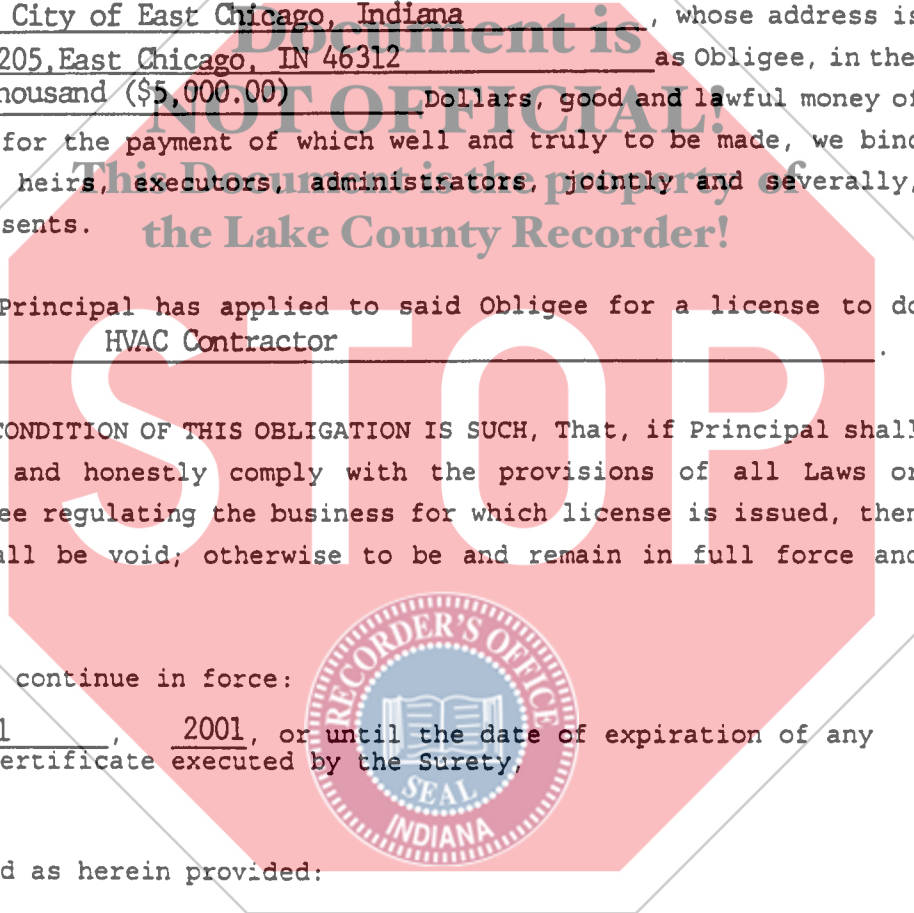 City of East Chicago, Indiana, whose address is
Document is
205, East Chicago, IN 46312 as Obligee, in the
housand ($5,000.00) Dollars, good and lawful money of
NOT OFFICIAL!
for the payment of which well and truly to be made, we bind
This Document is the property of
heirs, executors, administrators, jointly and severally,
sents.
the Lake County Recorder!
Principal has applied to said Obligee for a license to do
HVAC Contractor.
STOP
CONDITION OF THIS OBLIGATION IS SUCH, That, if Principal shall
and honestly comply with the provisions of all Laws or
ee regulating the business for which license is issued, then
all be void; otherwise to be and remain in full force and
RECORDER'S OFFICE
continue in force:
1, 2001, or until the date of expiration of any
ertificate executed by the Surety,
SEAL
INDIANA
d as herein provided: